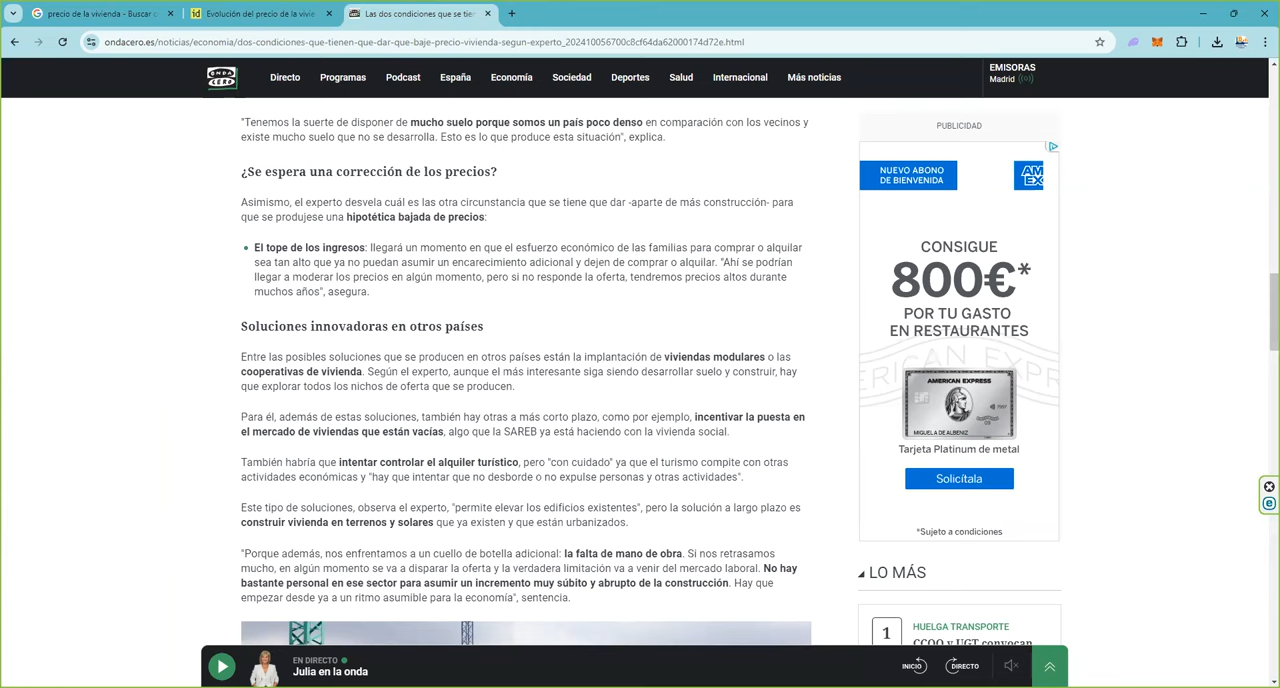 precio de la vivienda - Buscar c
Evolución del precio de la vivie
Las dos condiciones que se tien
ondacero.es/noticias/economia/dos-condiciones-que-tienen-que-dar-que-baje-precio-vivienda-segun-experto_202410056700c8cf64da62000174d72e.html
ONDA CERO
Directo Programas Podcast España Economía Sociedad Deportes Salud Internacional Más noticias
EMISORAS
Madrid
"Tenemos la suerte de disponer de mucho suelo porque somos un país poco denso en comparación con los vecinos y
existe mucho suelo que no se desarrolla. Esto es lo que produce esta situación", explica.
¿Se espera una corrección de los precios?
Asimismo, el experto desvela cuál es las otra circunstancia que se tiene que dar -aparte de más construcción- para
que se produjese una hipotética bajada de precios:
El tope de los ingresos: llegará un momento en que el esfuerzo económico de las familias para comprar o alquilar
sea tan alto que ya no puedan asumir un encarecimiento adicional y dejen de comprar o alquilar. "Ahí se podrían
llegar a moderar los precios en algún momento, pero si no responde la oferta, tendremos precios altos durante
muchos años", asegura.
Soluciones innovadoras en otros países
Entre las posibles soluciones que se producen en otros países están la implantación de viviendas modulares o las
cooperativas de vivienda. Según el experto, aunque el más interesante siga siendo desarrollar suelo y construir, hay
que explorar todos los nichos de oferta que se producen.
Para él, además de estas soluciones, también hay otras a más corto plazo, como por ejemplo, incentivar la puesta en
el mercado de viviendas que están vacías, algo que la SAREB ya está haciendo con la vivienda social.
También habría que intentar controlar el alquiler turístico, pero "con cuidado" ya que el turismo compite con otras
actividades económicas y "hay que intentar que no desborde o no expulse personas y otras actividades".
Este tipo de soluciones, observa el experto, "permite elevar los edificios existentes", pero la solución a largo plazo es
construir vivienda en terrenos y solares que ya existen y que están urbanizados.
"Porque además, nos enfrentamos a un cuello de botella adicional: la falta de mano de obra. Si nos retrasamos
mucho, en algún momento se va a disparar la oferta y la verdadera limitación va a venir del mercado laboral. No hay
bastante personal en ese sector para asumir un incremento muy súbito y abrupto de la construcción. Hay que
empezar desde ya a un ritmo asumible para la economía", sentencia.
PUBLICIDAD
NUEVO ABONO
DE BIENVENIDA
AM
EX
CONSIGUE
800€*
POR TU GASTO
EN RESTAURANTES
AMERICAN EXPRESS
MIGUELA DE ALBENIZ
Tarjeta Platinum de metal
Solicítala
*Sujeto a condiciones
LO MÁS
1
HUELGA TRANSPORTE
CCOO y UGT convocan
EN DIRECTO
Julia en la onda
INICIO
DIRECTO